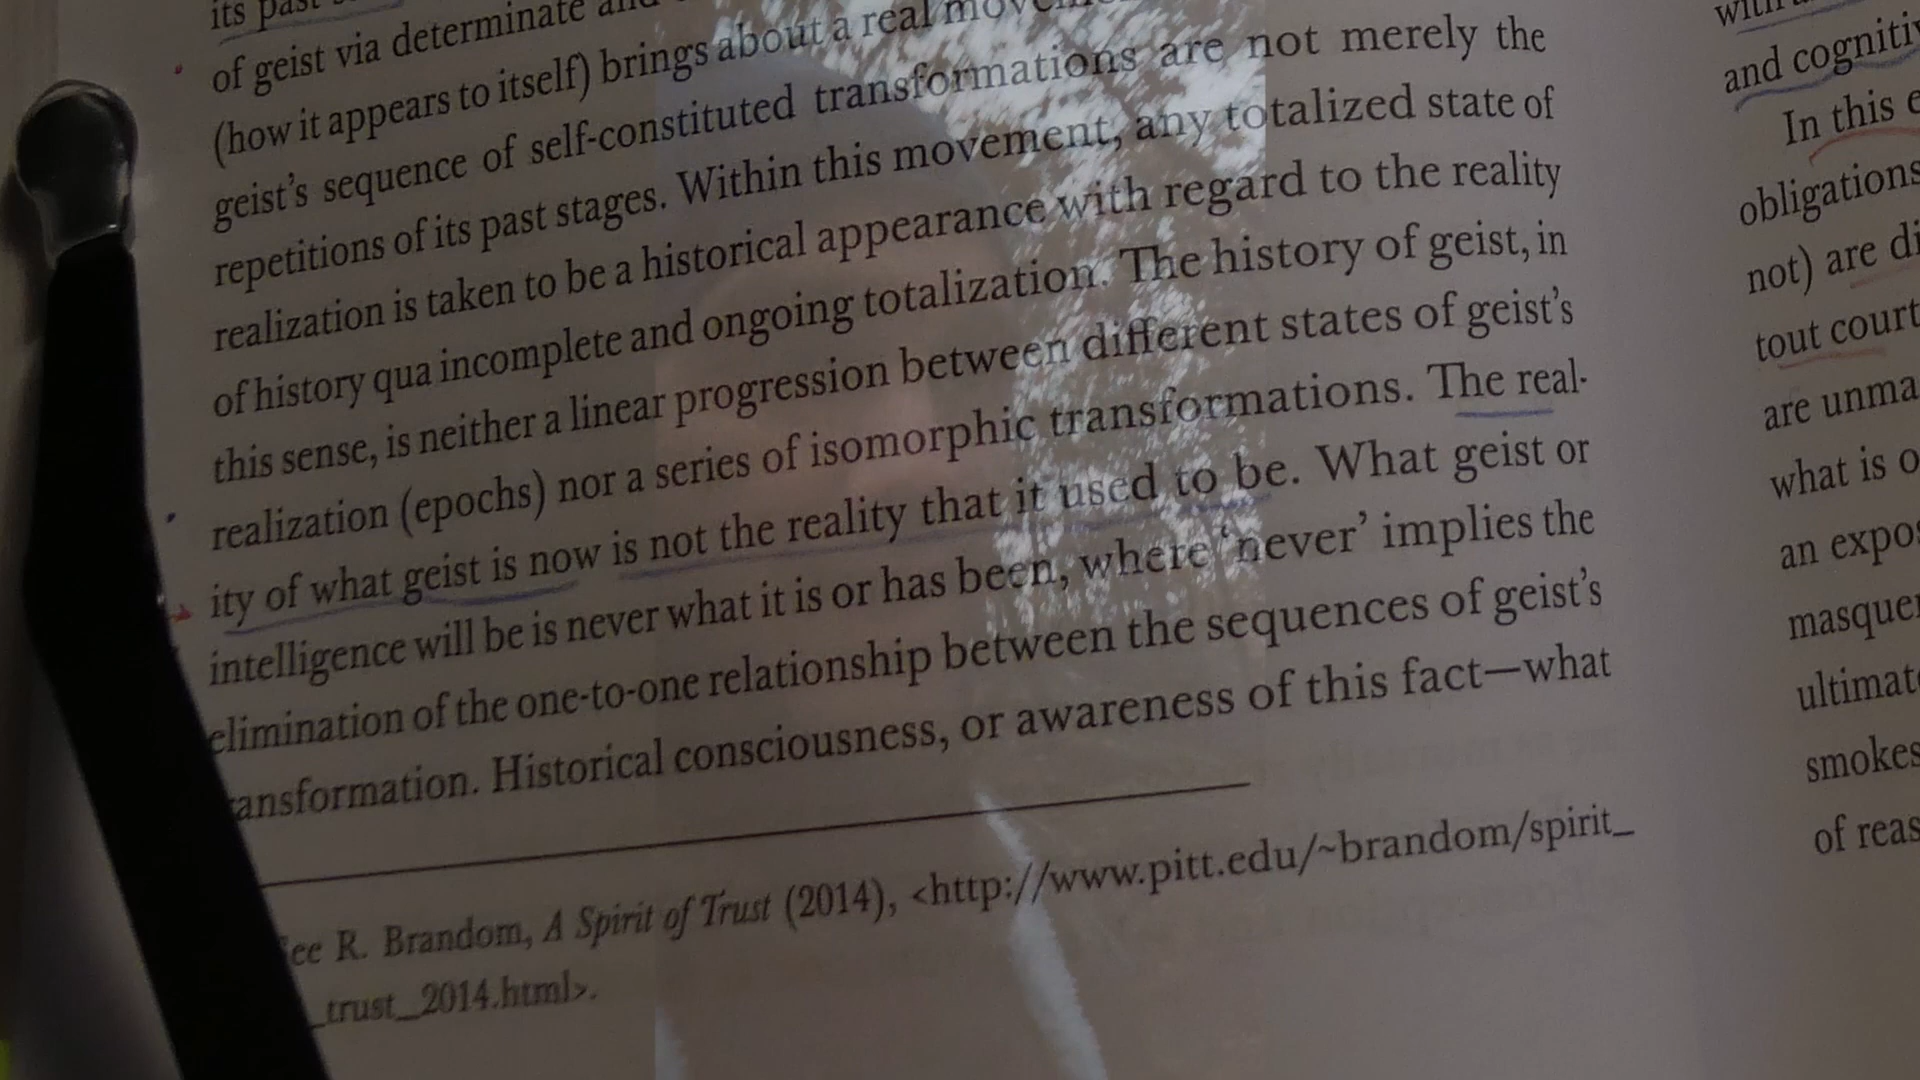 its past
of geist via determinate and
(how it appears to itself) brings about a real
geist's sequence of self-constituted transformations are not merely the
repetitions of its past stages. Within this movement, any totalized state of
realization is taken to be a historical appearance with regard to the reality
of history qua incomplete and ongoing totalization. The history of geist, in
this sense, is neither a linear progression between different states of geist's
realization (epochs) nor a series of isomorphic transformations. The real-
ity of what geist is now is not the reality that it used to be. What geist or
intelligence will be is never what it is or has been, where 'never' implies the
elimination of the one-to-one relationship between the sequences of geist's
ansformation. Historical consciousness, or awareness of this fact—what
ee R. Brandom, A Spirit of Trust (2014), <http://www.pitt.edu/~brandom/spirit_
_trust_2014.html>.
and cogniti
In this
obligations
not) are di
tout court
are unma
what is o
an expo
masque
ultimat
smokes
of reas